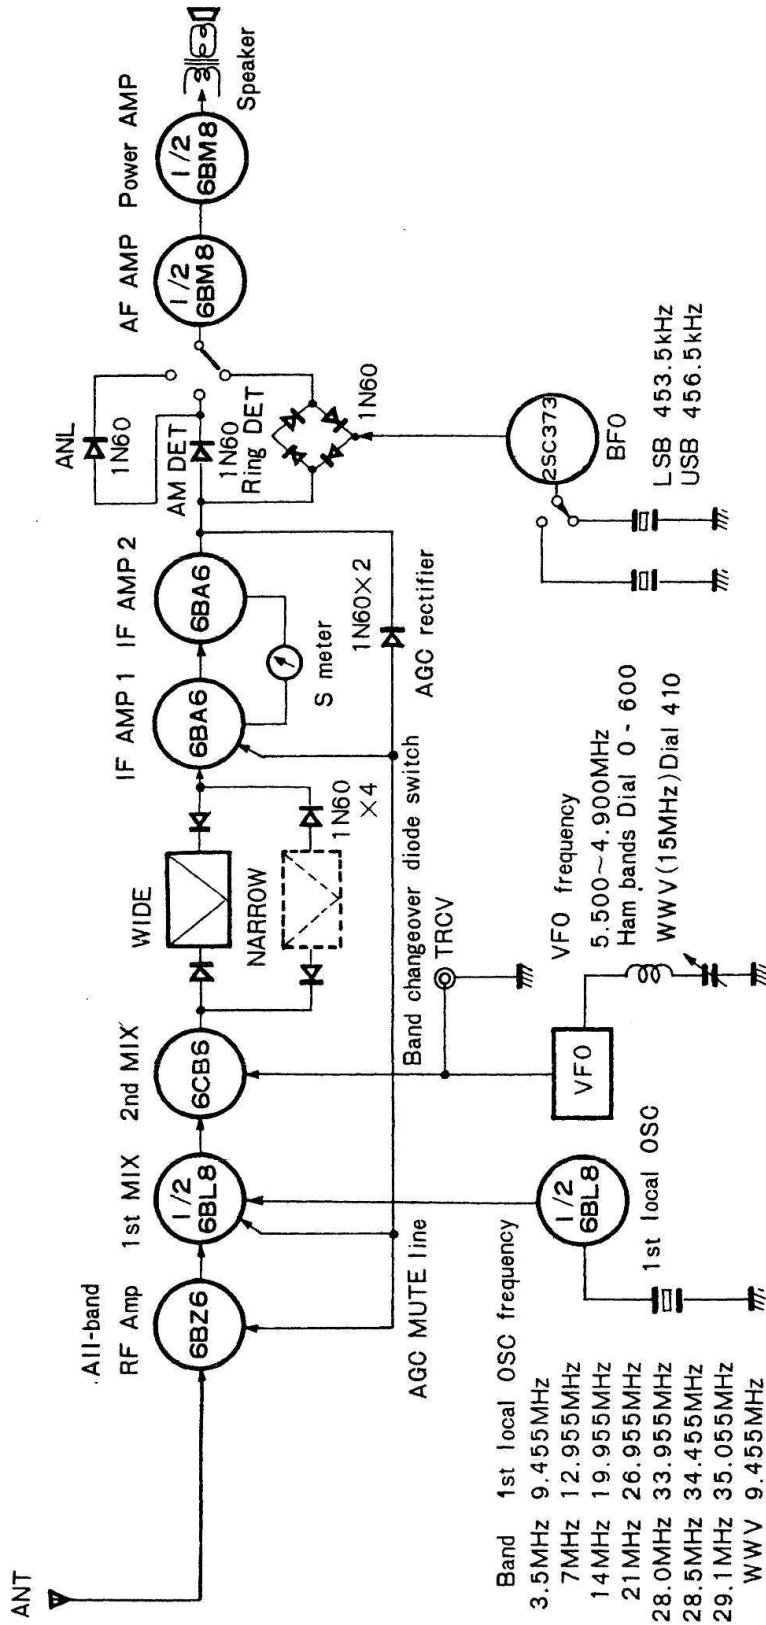 ANT
All-band
RF Amp
6BZ6
1st MIX
1/2
6BL8
2nd MIX
6CB6
WIDE
NARROW
1N60
×4
IF AMP1
6BA6
IF AMP2
6BA6
S meter
1N60×2
AGC rectifier
ANL
1N60
AM DET
1N60
Ring DET
1N60
AF AMP
1/2
6BM8
Power AMP
1/2
6BM8
Speaker
AGC MUTE line
Band changeover diode switch
TRCV
1/2
6BL8
1st local OSC
VFO
VFO frequency
5.500~4.900MHz
Ham bands Dial 0 - 600
WWV(15MHz)Dial 410
2SC373
BFO
LSB 453.5kHz
USB 456.5kHz
Band 1st local OSC frequency
3.5MHz 9.455MHz
7MHz 12.955MHz
14MHz 19.955MHz
21MHz 26.955MHz
28.0MHz 33.955MHz
28.5MHz 34.455MHz
29.1MHz 35.055MHz
WWV 9.455MHz